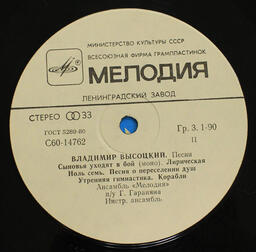 МИНИСТЕРСТВО КУЛЬТУРЫ СССР
ВСЕСОЮЗНАЯ ФИРМА ГРАМПЛАСТИНОК
МЕЛОДИЯ
ЛЕНИНГРАДСКИЙ ЗАВОД
СТЕРЕО 33
ГОСТ 5289-80
С60-14762
Гр. 3. 1-90
II
ВЛАДИМИР ВЫСОЦКИЙ. Песни
Сыновья уходят в бой (моно). Лирическая
Ноль семь. Песня о переселении душ
Утренняя гимнастика. Корабли
Ансамбль «Мелодия»
п/у Г. Гараняна
Инстр. ансамбль